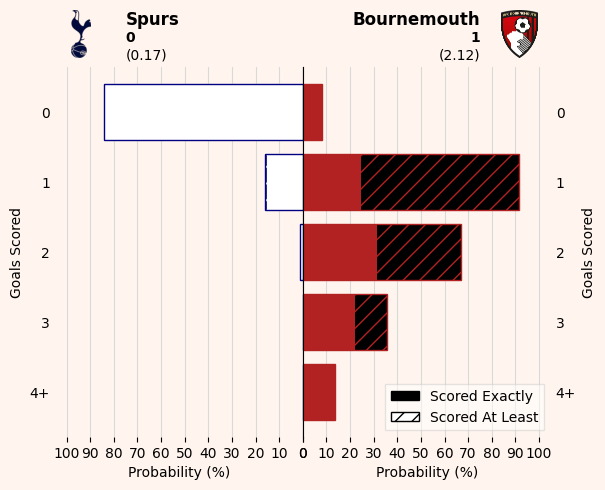 Spurs
0
(0.17)
Bournemouth
1
(2.12)
Goals Scored
0
1
2
3
4+
0
1
2
3
4+
Goals Scored
Scored Exactly
Scored At Least
100 90 80 70 60 50 40 30 20 10 0
0 10 20 30 40 50 60 70 80 90 100
Probability (%)
Probability (%)